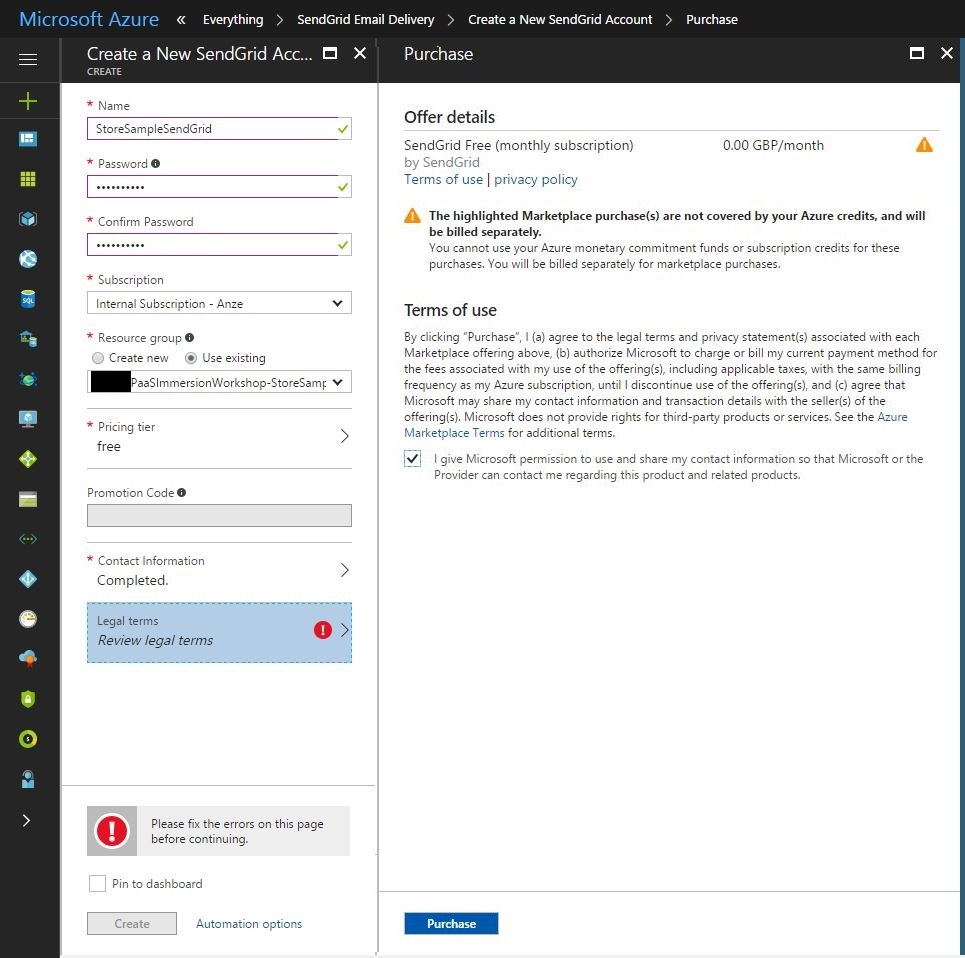 Microsoft Azure « Everything > SendGrid Email Delivery > Create a New SendGrid Account > Purchase
Create a New SendGrid Acc...
CREATE
* Name
StoreSampleSendGrid
* Password
••••••••••
* Confirm Password
••••••••••
* Subscription
Internal Subscription - Anze
* Resource group
Create new
Use existing
PaaSImmersionWorkshop-StoreSamp
* Pricing tier
free
Promotion Code
* Contact Information
Completed.
Legal terms
Review legal terms
Please fix the errors on this page
before continuing.
Pin to dashboard
Create
Automation options
Purchase
Offer details
SendGrid Free (monthly subscription) 0.00 GBP/month
by SendGrid
Terms of use | privacy policy
The highlighted Marketplace purchase(s) are not covered by your Azure credits, and will
be billed separately.
You cannot use your Azure monetary commitment funds or subscription credits for these
purchases. You will be billed separately for marketplace purchases.
Terms of use
By clicking “Purchase”, I (a) agree to the legal terms and privacy statement(s) associated with each
Marketplace offering above, (b) authorize Microsoft to charge or bill my current payment method for
the fees associated with my use of the offering(s), including applicable taxes, with the same billing
frequency as my Azure subscription, until I discontinue use of the offering(s), and (c) agree that
Microsoft may share my contact information and transaction details with the seller(s) of the
offering(s). Microsoft does not provide rights for third-party products or services. See the Azure
Marketplace Terms for additional terms.
I give Microsoft permission to use and share my contact information so that Microsoft or the
Provider can contact me regarding this product and related products.
Purchase